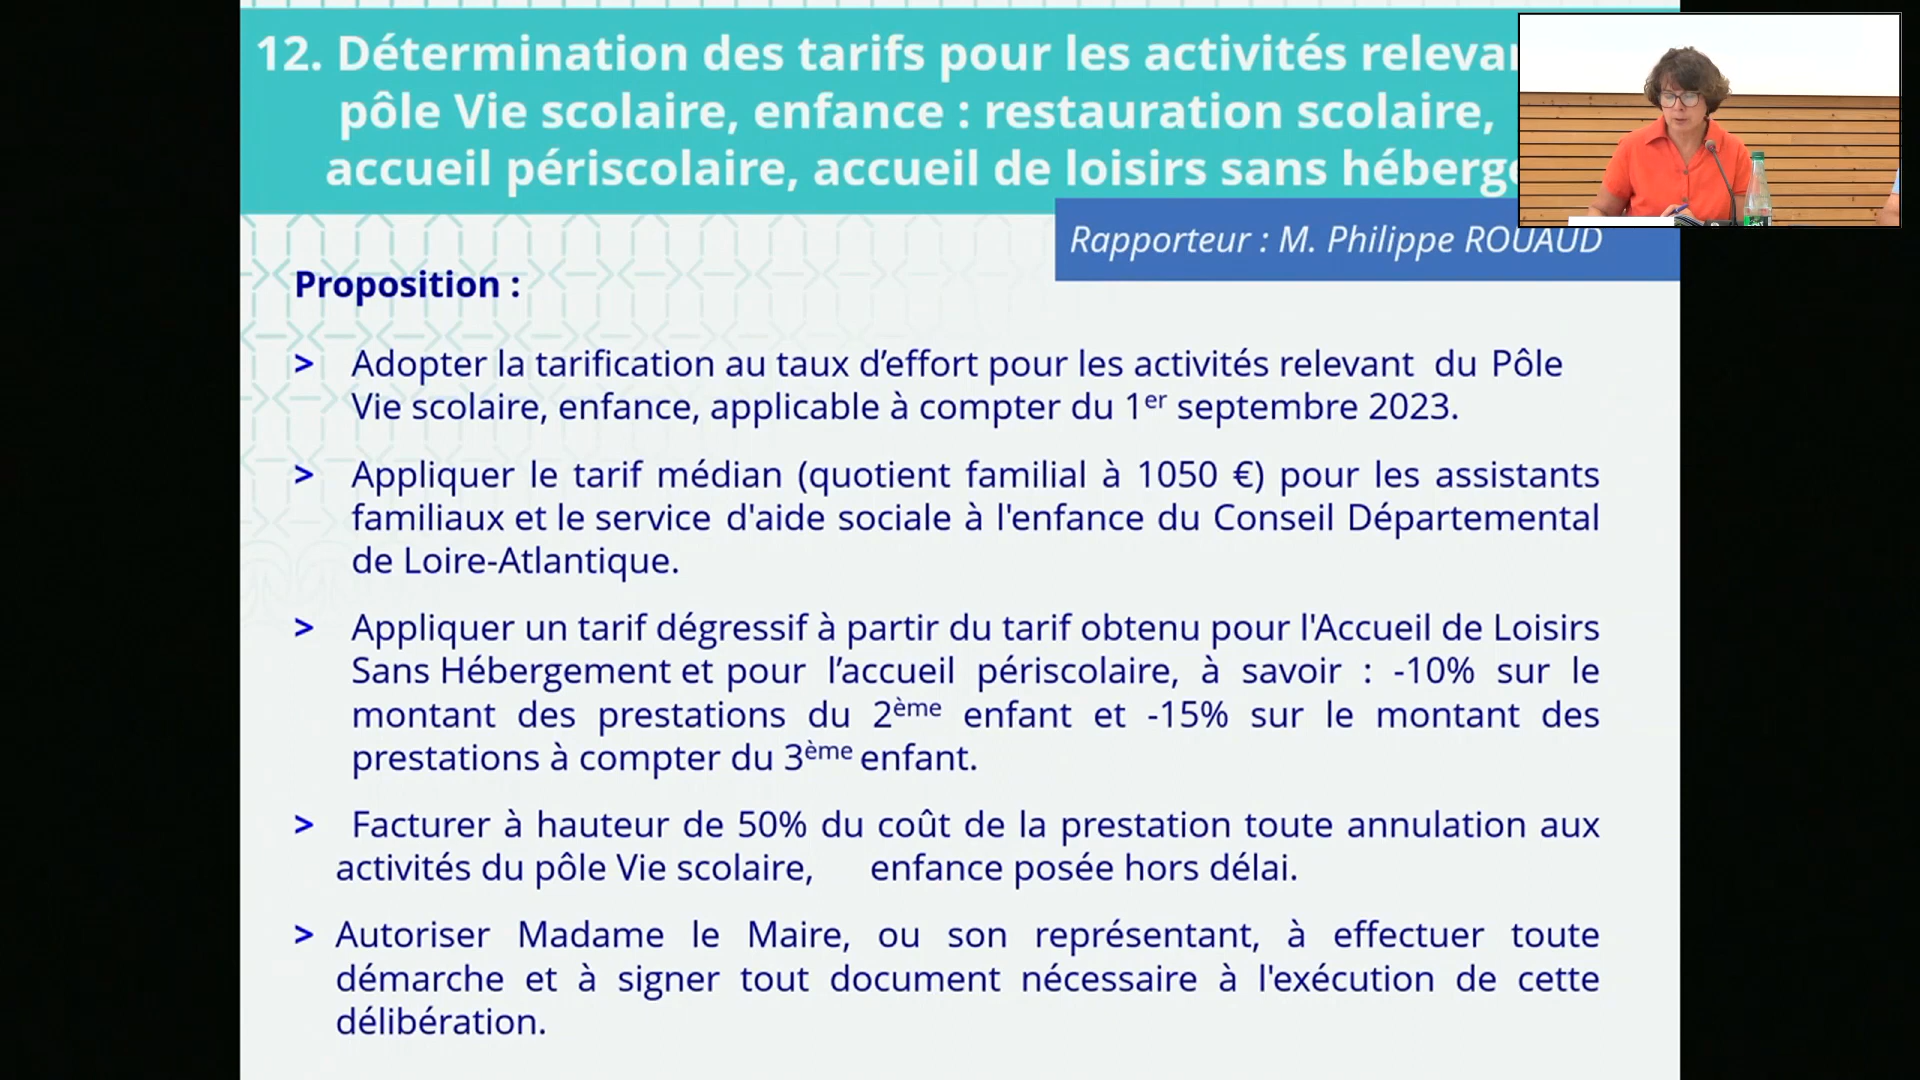 12. Détermination des tarifs pour les activités
pôle Vie scolaire, enfance : restauration scolaire,
accueil périscolaire, accueil de loisirs sans
Rapporteur : M. Philippe ROUAUD
Proposition :
> Adopter la tarification au taux d’effort pour les activités relevant du Pôle
Vie scolaire, enfance, applicable à compter du 1er septembre 2023.
> Appliquer le tarif médian (quotient familial à 1050 €) pour les assistants
familiaux et le service d'aide sociale à l'enfance du Conseil Départemental
de Loire-Atlantique.
> Appliquer un tarif dégressif à partir du tarif obtenu pour l'Accueil de Loisirs
Sans Hébergement et pour l’accueil périscolaire, à savoir : -10% sur le
montant des prestations du 2ème enfant et -15% sur le montant des
prestations à compter du 3ème enfant.
> Facturer à hauteur de 50% du coût de la prestation toute annulation aux
activités du pôle Vie scolaire, enfance posée hors délai.
> Autoriser Madame le Maire, ou son représentant, à effectuer toute
démarche et à signer tout document nécessaire à l'exécution de cette
délibération.